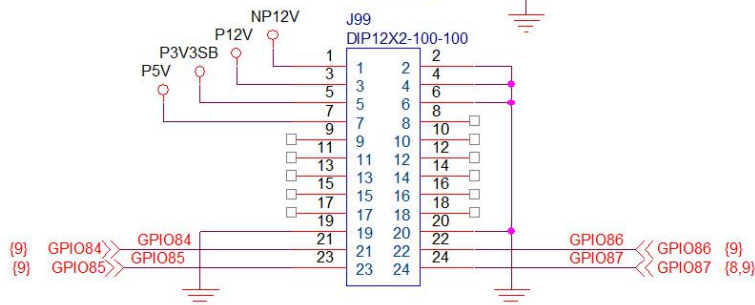 J99
DIP12X2-100-100
NP12V
P12V
P3V3SB
P5V
1 1 2 2
3 3 4 4
5 5 6 6
7 7 8 8
9 9 10 10
11 11 12 12
13 13 14 14
15 15 16 16
17 17 18 18
19 19 20 20
{9} GPIO84 GPIO84 21 21 22 22 GPIO86 GPIO86 {9}
{9} GPIO85 GPIO85 23 23 24 24 GPIO87 GPIO87 {8,9}